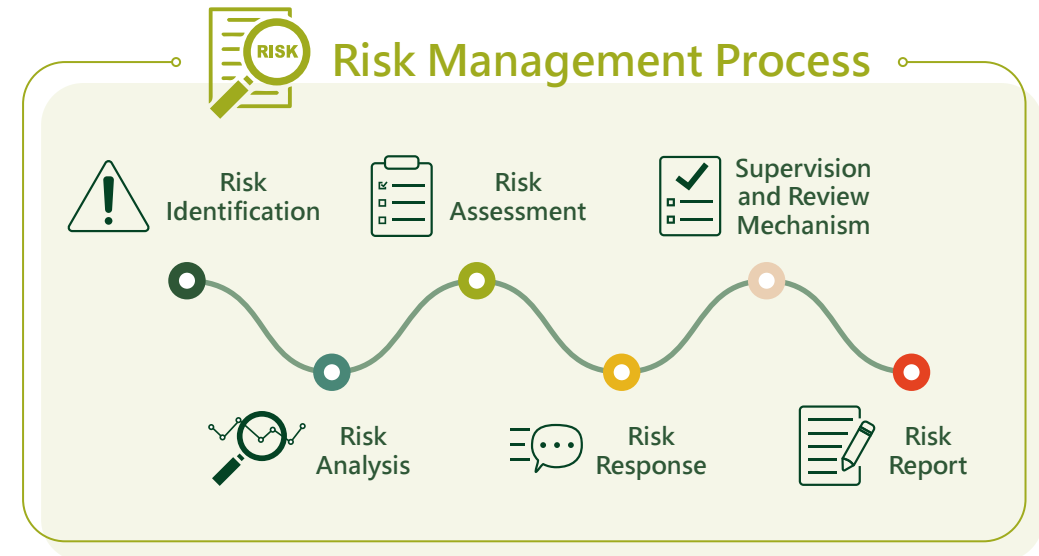 RISK
Risk Management Process
Risk
Identification
Risk
Analysis
Risk
Assessment
Risk
Response
Supervision
and Review
Mechanism
Risk
Report